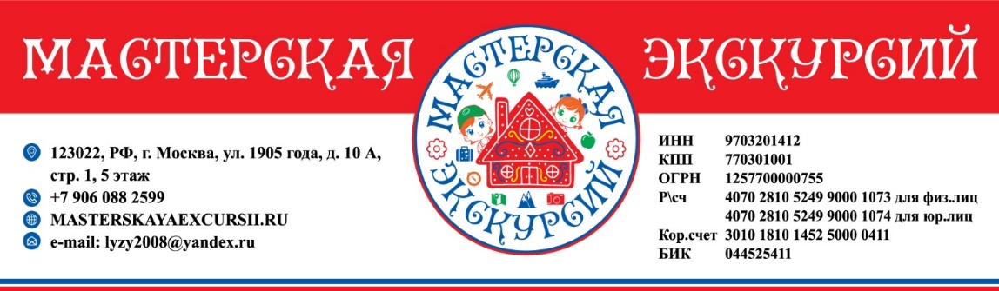 МАСТЕРСКАЯ ЭКСКУРСИЙ
МАСТЕРСКАЯ
ЭКСКУРСИЙ
123022, РФ, г. Москва, ул. 1905 года, д. 10 А,
стр. 1, 5 этаж
+7 906 088 2599
MASTERSKAYAEXCURSII.RU
e-mail: lyzy2008@yandex.ru
ИНН 9703201412
КПП 770301001
ОГРН 1257700000755
Р\сч 4070 2810 5249 9000 1073 для физ.лиц
4070 2810 5249 9000 1074 для юр.лиц
Кор.счет 3010 1810 1452 5000 0411
БИК 044525411